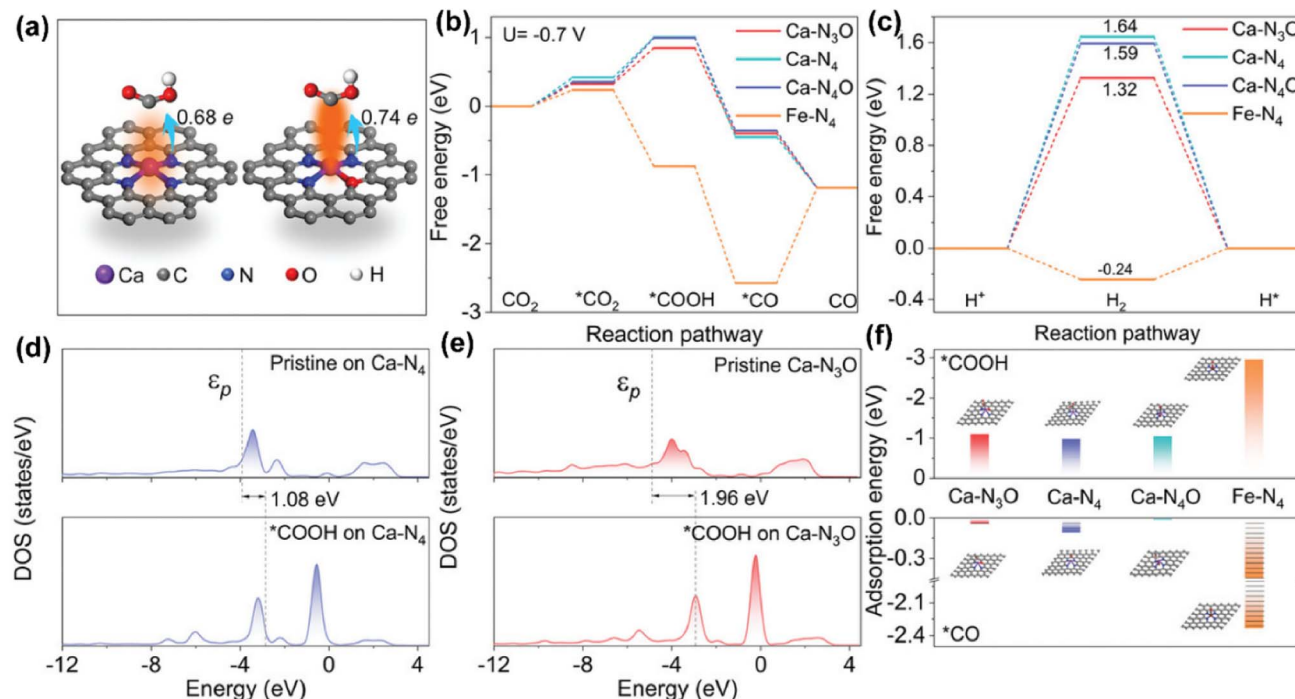 (a)
0.68 e
0.74 e
Ca C N O H
(b)
U= -0.7 V
Ca-N3O
Ca-N4
Ca-N4O
Fe-N4
Free energy (eV)
1
0
-1
-2
-3
CO2 *CO2 *COOH *CO CO
Reaction pathway
(c)
1.64
1.59
1.32
-0.24
Ca-N3O
Ca-N4
Ca-N4O
Fe-N4
Free energy (eV)
1.6
1.2
0.8
0.4
0.0
-0.4
H+ H2 H*
Reaction pathway
(d)
Pristine on Ca-N4
εp
1.08 eV
*COOH on Ca-N4
DOS (states/eV)
-12 -8 -4 0 4
Energy (eV)
(e)
Pristine Ca-N3O
εp
1.96 eV
*COOH on Ca-N3O
DOS (states/eV)
-12 -8 -4 0 4
Energy (eV)
(f)
*COOH
Adsorption energy (eV)
-3
-2
-1
0
Ca-N3O Ca-N4 Ca-N4O Fe-N4
0.0
-0.3
-2.1
-2.4
*CO